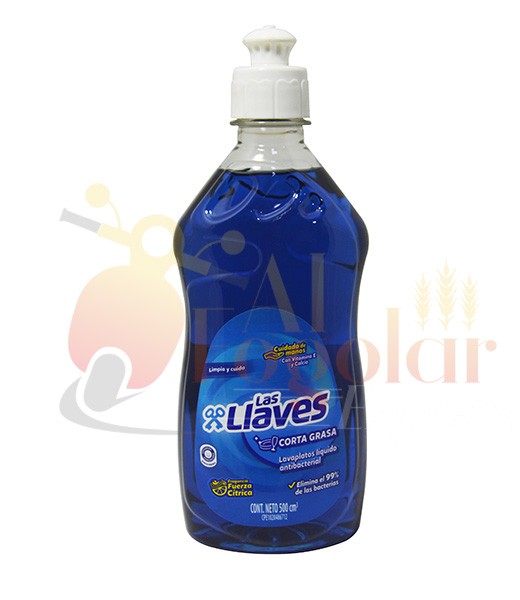 Cuidado de
manos
Con Vitamina E
y Calcio
Limpia y cuida
Las
Llaves
CORTA GRASA
Lavaplatos líquido
antibacterial
Elimina el 99%
de las bacterias
Fragancia
Fuerza
Cítrica
CONT. NETO 500 cm³